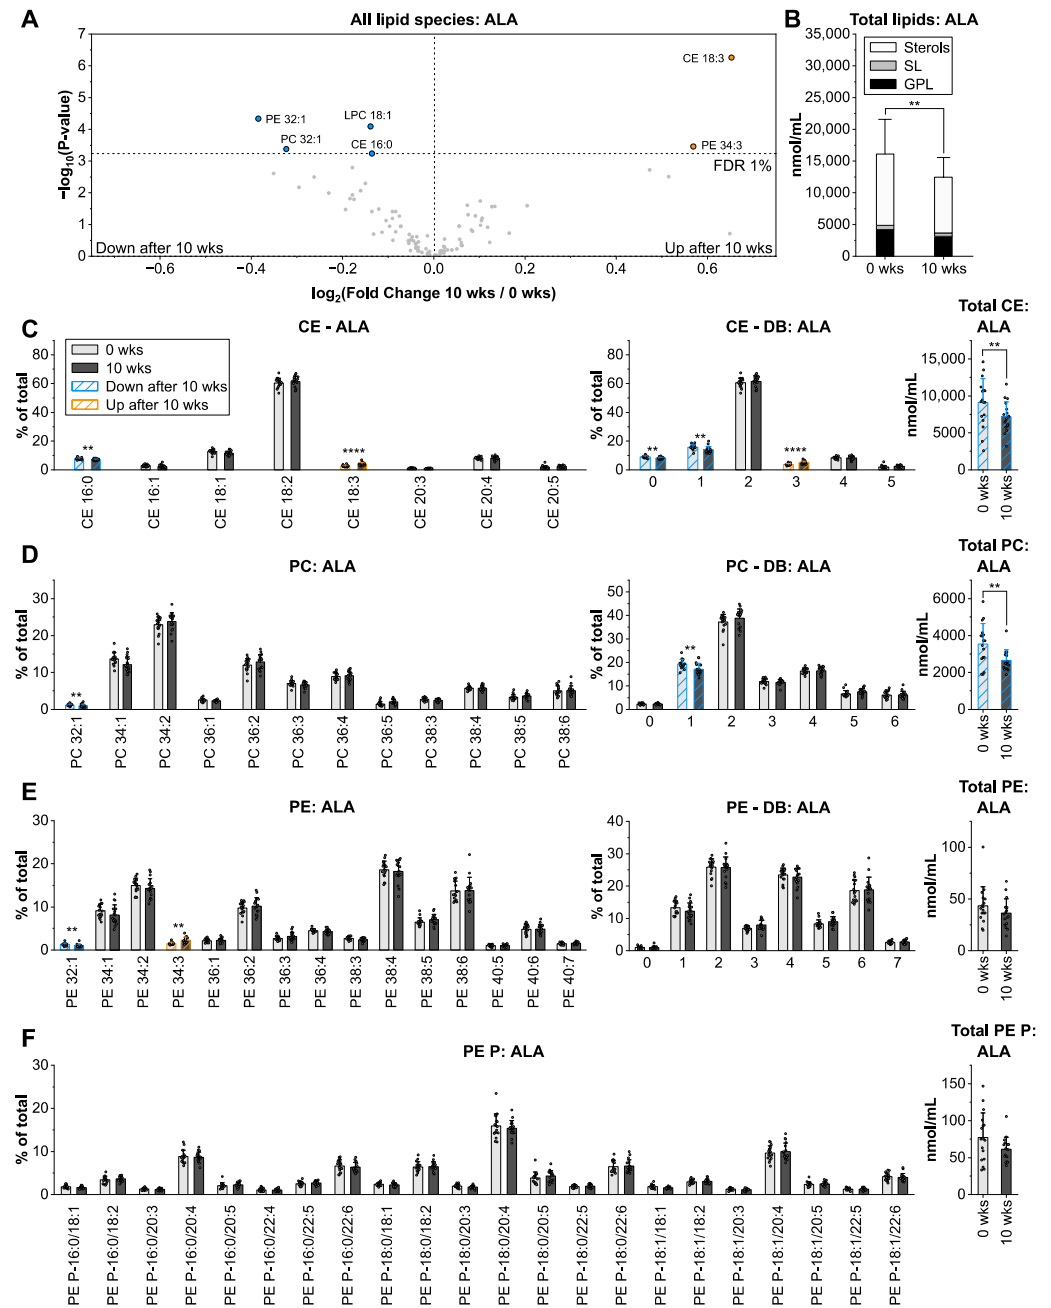 A
All lipid species: ALA
7
6
5
4
3
2
1
0
−log10(P-value)
CE 18:3
PE 32:1
LPC 18:1
PC 32:1
CE 16:0
PE 34:3
FDR 1%
Down after 10 wks
Up after 10 wks
−0.6
−0.4
−0.2
0.0
0.2
0.4
0.6
log2(Fold Change 10 wks / 0 wks)
B
Total lipids: ALA
35,000
30,000
25,000
20,000
15,000
10,000
5000
0
nmol/mL
Sterols
SL
GPL
**
0 wks
10 wks
C
CE - ALA
80
60
40
20
0
% of total
0 wks
10 wks
Down after 10 wks
Up after 10 wks
**
****
CE 16:0
CE 16:1
CE 18:1
CE 18:2
CE 18:3
CE 20:3
CE 20:4
CE 20:5
CE - DB: ALA
80
60
40
20
0
% of total
**
**
****
0
1
2
3
4
5
Total CE:
ALA
15,000
10,000
5000
0
nmol/mL
**
0 wks
10 wks
D
PC: ALA
30
20
10
0
% of total
**
PC 32:1
PC 34:1
PC 34:2
PC 36:1
PC 36:2
PC 36:3
PC 36:4
PC 36:5
PC 38:3
PC 38:4
PC 38:5
PC 38:6
PC - DB: ALA
50
40
30
20
10
0
% of total
**
0
1
2
3
4
5
6
Total PC:
ALA
6000
4000
2000
0
nmol/mL
**
0 wks
10 wks
E
PE: ALA
30
20
10
0
% of total
**
**
PE 32:1
PE 34:1
PE 34:2
PE 34:3
PE 36:1
PE 36:2
PE 36:3
PE 36:4
PE 38:3
PE 38:4
PE 38:5
PE 38:6
PE 40:5
PE 40:6
PE 40:7
PE - DB: ALA
40
30
20
10
0
% of total
0
1
2
3
4
5
6
7
Total PE:
ALA
100
50
0
nmol/mL
0 wks
10 wks
F
PE P: ALA
30
20
10
0
% of total
PE P-16:0/18:1
PE P-16:0/18:2
PE P-16:0/20:3
PE P-16:0/20:4
PE P-16:0/20:5
PE P-16:0/22:4
PE P-16:0/22:5
PE P-16:0/22:6
PE P-18:0/18:1
PE P-18:0/18:2
PE P-18:0/20:3
PE P-18:0/20:4
PE P-18:0/20:5
PE P-18:0/22:5
PE P-18:0/22:6
PE P-18:1/18:1
PE P-18:1/18:2
PE P-18:1/20:3
PE P-18:1/20:4
PE P-18:1/20:5
PE P-18:1/22:5
PE P-18:1/22:6
Total PE P:
ALA
150
100
50
0
nmol/mL
0 wks
10 wks